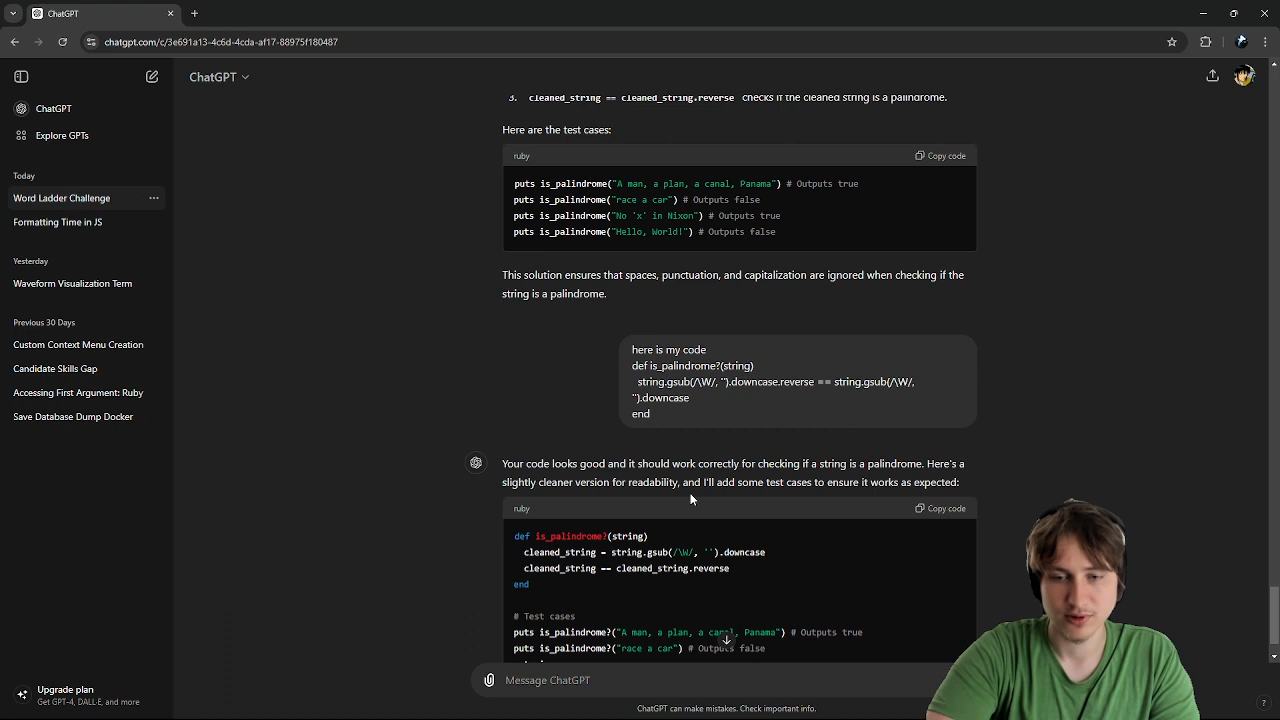 ChatGPT
chatgpt.com/c/3e691a13-4c6d-4cda-af17-88975f180487
ChatGPT
Explore GPTs
Today
Word Ladder Challenge
Formatting Time in JS
Yesterday
Waveform Visualization Term
Previous 30 Days
Custom Context Menu Creation
Candidate Skills Gap
Accessing First Argument: Ruby
Save Database Dump Docker
Upgrade plan
Get GPT-4, DALL·E, and more
ChatGPT
3. cleaned_string == cleaned_string.reverse checks if the cleaned string is a palindrome.
Here are the test cases:
ruby
Copy code
puts is_palindrome("A man, a plan, a canal, Panama") # Outputs true
puts is_palindrome("race a car") # Outputs false
puts is_palindrome("No 'x' in Nixon") # Outputs true
puts is_palindrome("Hello, World!") # Outputs false
This solution ensures that spaces, punctuation, and capitalization are ignored when checking if the
string is a palindrome.
here is my code
def is_palindrome?(string)
string.gsub(/\W/, '').downcase.reverse == string.gsub(/\W/,
'').downcase
end
Your code looks good and it should work correctly for checking if a string is a palindrome. Here's a
slightly cleaner version for readability, and I'll add some test cases to ensure it works as expected:
ruby
Copy code
def is_palindrome?(string)
cleaned_string = string.gsub(/\W/, '').downcase
cleaned_string == cleaned_string.reverse
end
# Test cases
puts is_palindrome?("A man, a plan, a canal, Panama") # Outputs true
puts is_palindrome?("race a car") # Outputs false
Message ChatGPT
ChatGPT can make mistakes. Check important info.
?